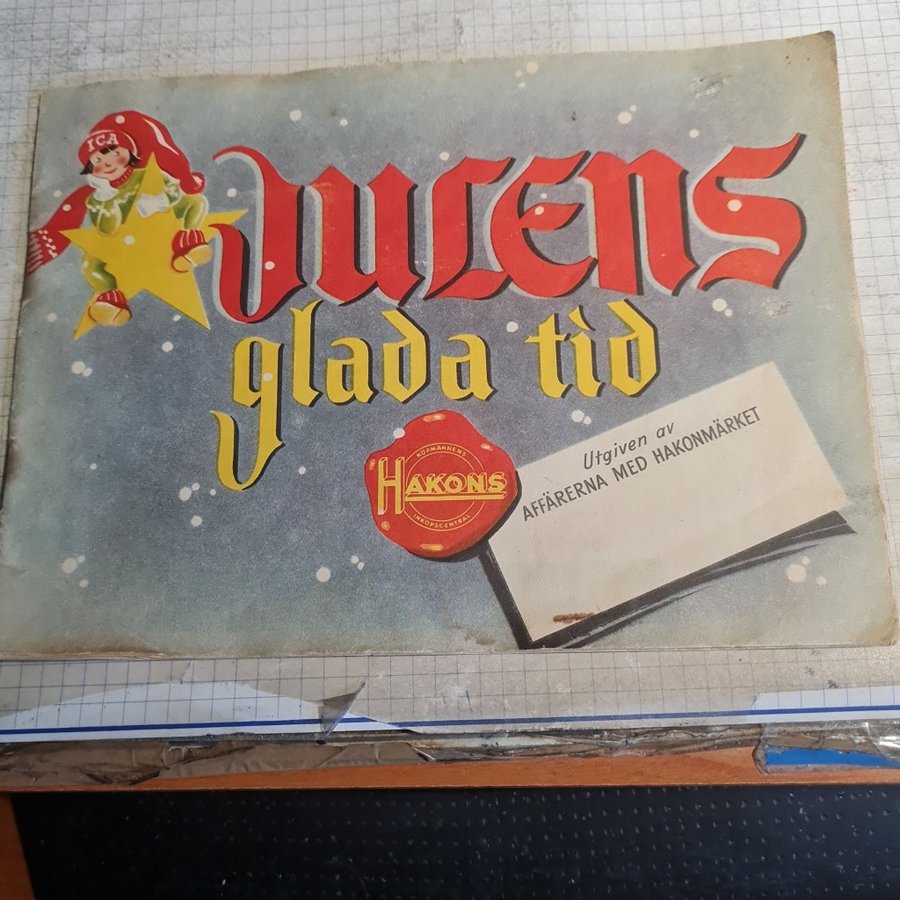 ICA
JULENS
glada tid
KÖPMÄNNENS
HAKONS
INKÖPSCENTRAL
Utgiven av
AFFÄRERNA MED HAKONMÄRKET